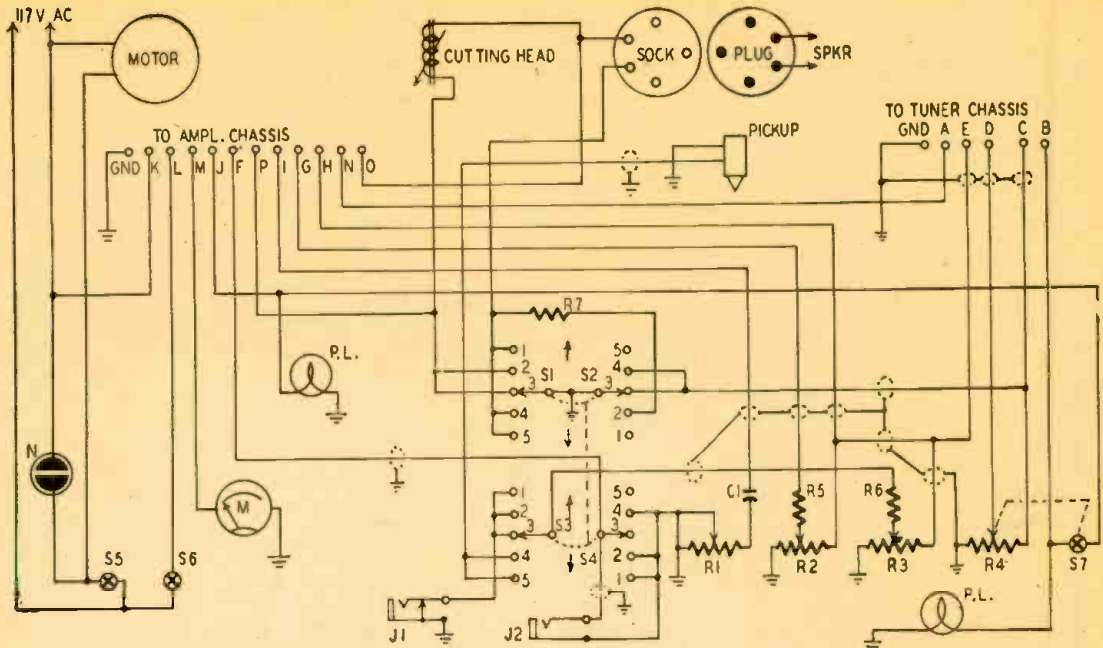 117 V AC
MOTOR
CUTTING HEAD
SOCK
PLUG
SPKR
PICKUP
TO AMPL. CHASSIS
GND K L M J F P I G H N O
TO TUNER CHASSIS
GND A E D C B
R7
1 5
2 4
3 S1 S2 3
4 2
5 1
P.L.
N
M
1 5
2 4
3 S3 3
4 S4 2
5 1
C1 R5 R6
R1 R2 R3 R4 S7
S5 S6
J1 J2
P.L.